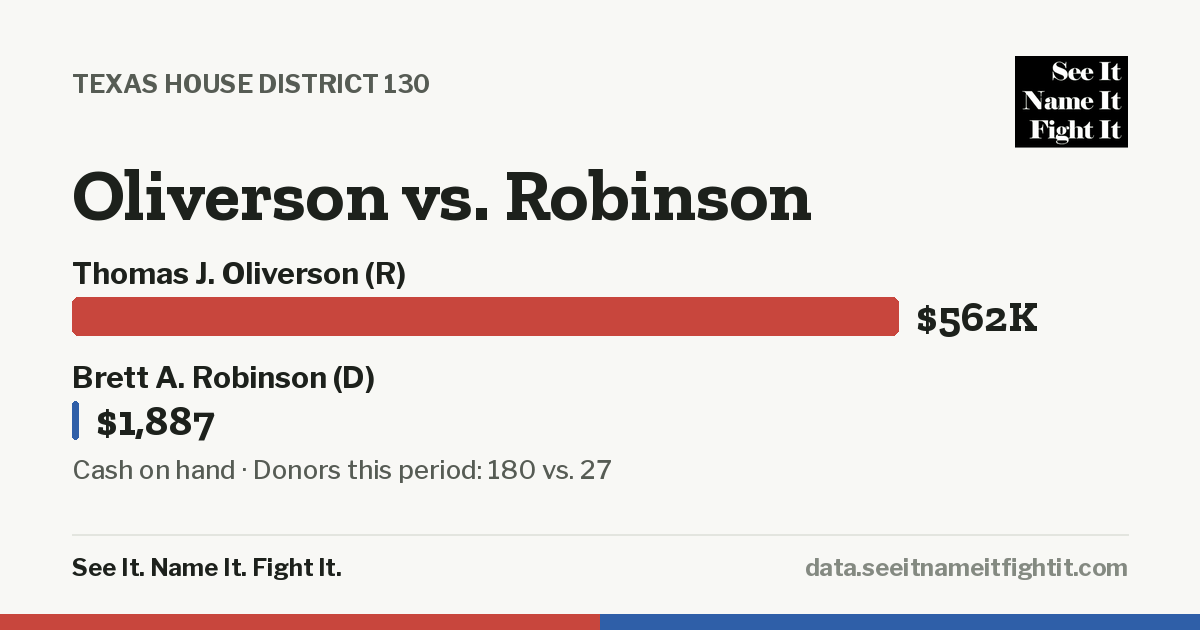 TEXAS HOUSE DISTRICT 130
See It
Name It
Fight It
Oliverson vs. Robinson
Thomas J. Oliverson (R)
$562K
Brett A. Robinson (D)
$1,887
Cash on hand · Donors this period: 180 vs. 27
See It. Name It. Fight It.
data.seeitnameitfightit.com